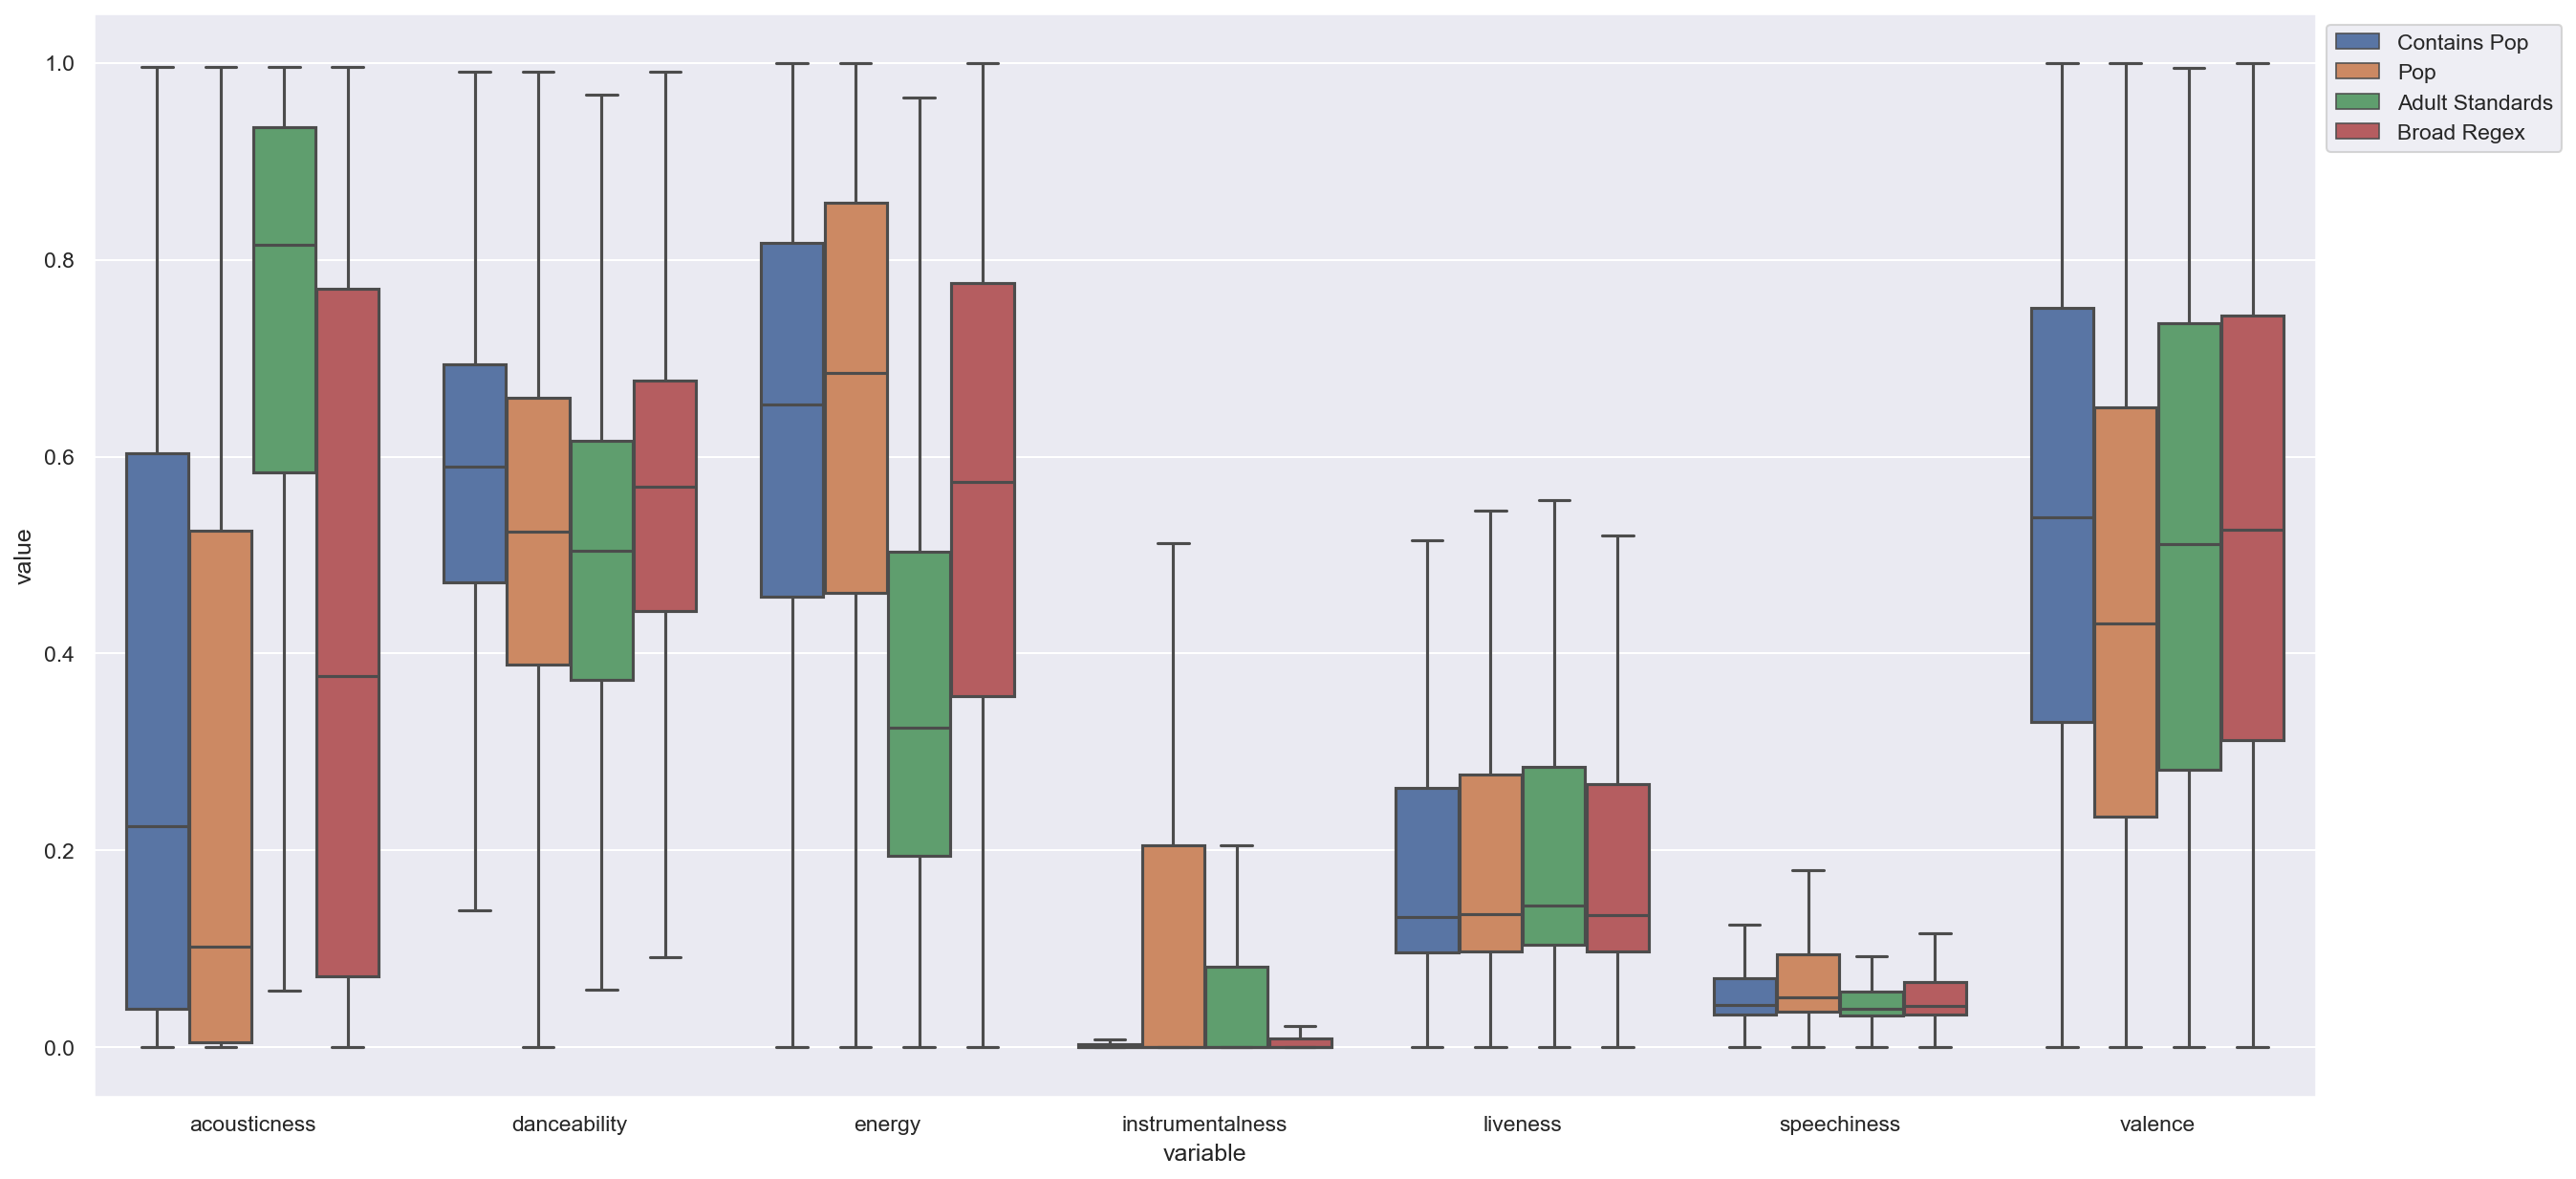 Contains Pop
Pop
Adult Standards
Broad Regex
1.0
0.8
0.6
0.4
0.2
0.0
value
acousticness danceability energy instrumentalness liveness speechiness valence
variable